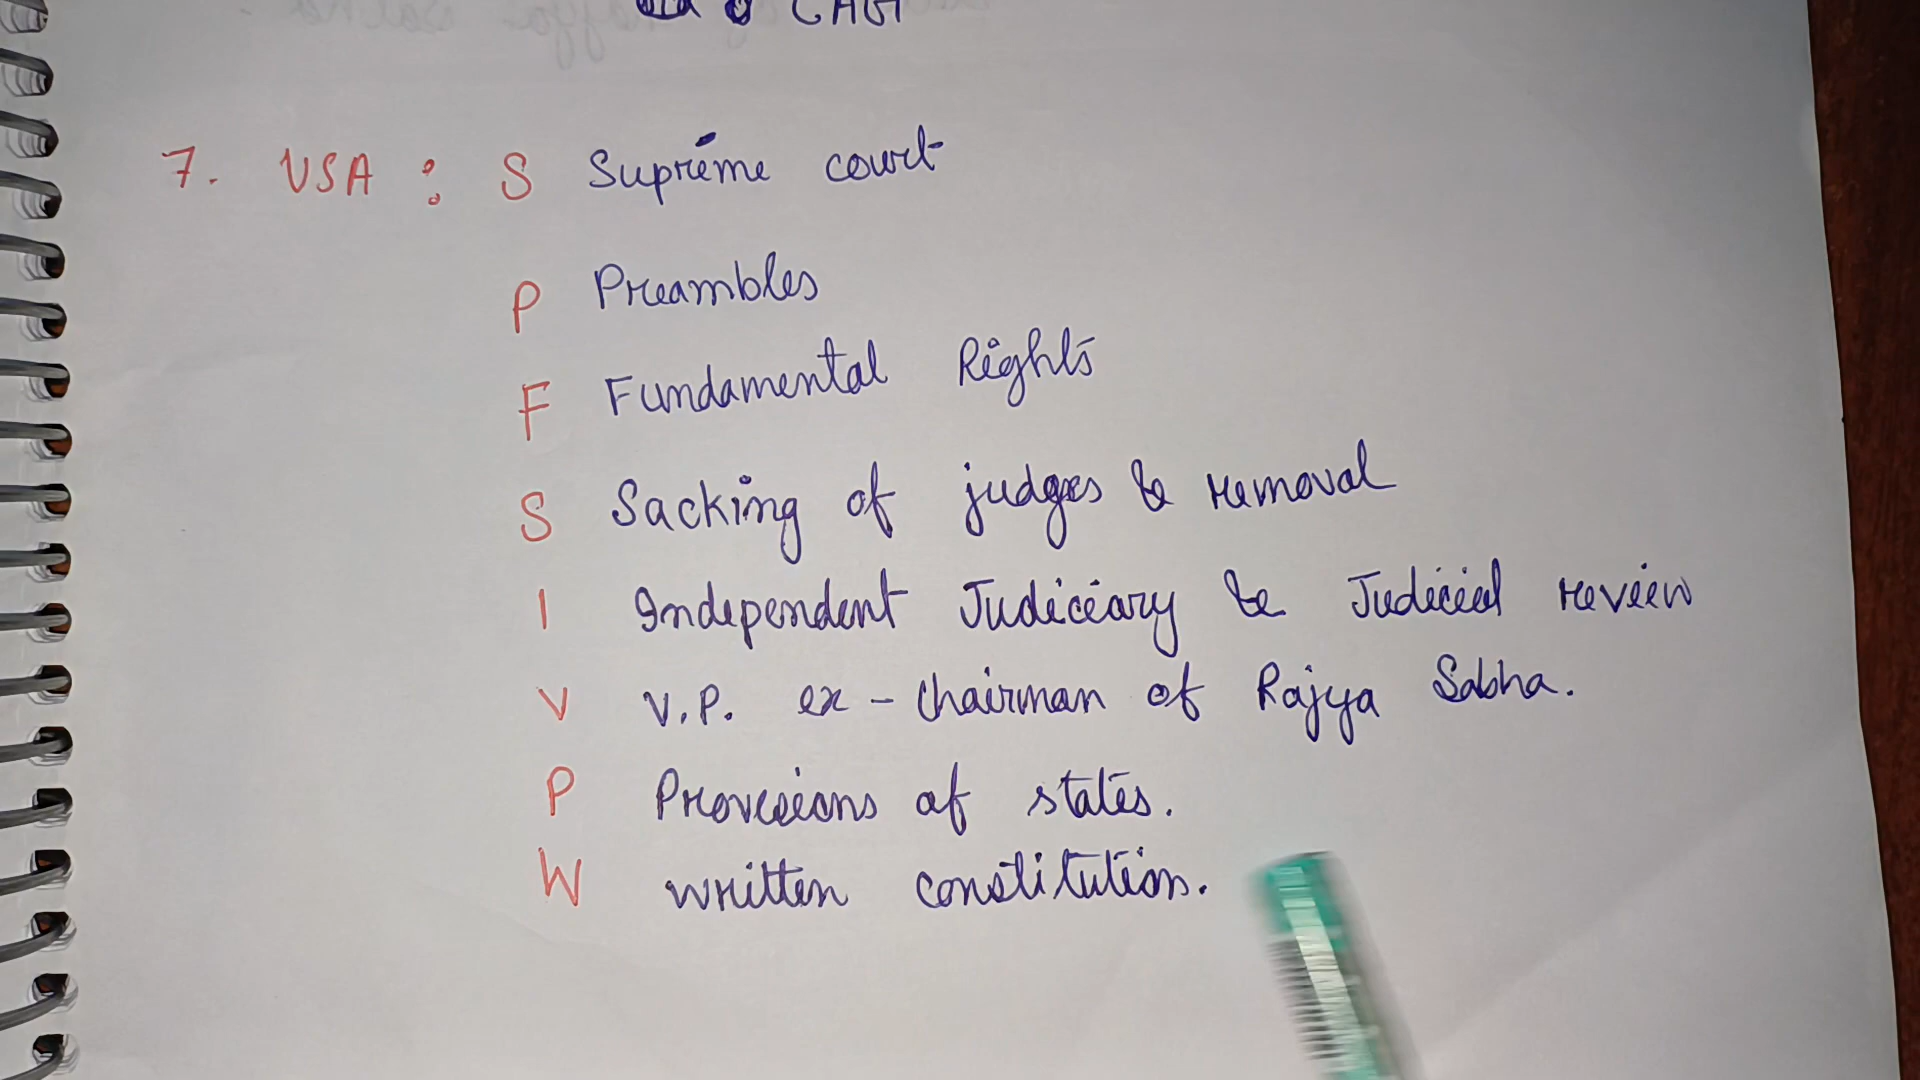 CAG
7. USA : S Supreme court
P Preambles
F Fundamental Rights
S Sacking of judges & removal
I Independent Judiciary & Judicial review
V V.P. ex - chairman of Rajya Sabha.
P Provisions of states.
W written constitution.